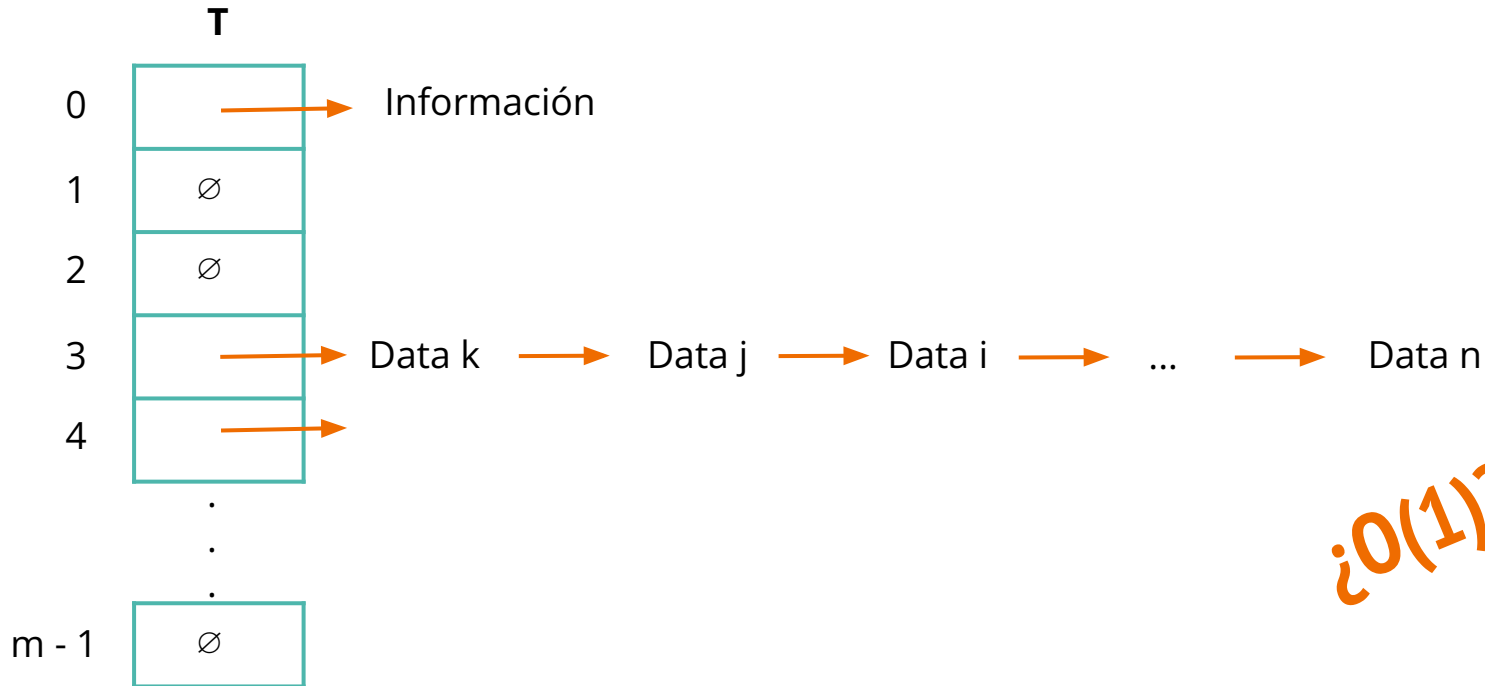 T
0 Información
1 ∅
2 ∅
3 Data k Data j Data i ... Data n
4
.
.
.
m - 1 ∅
¿O(1)?